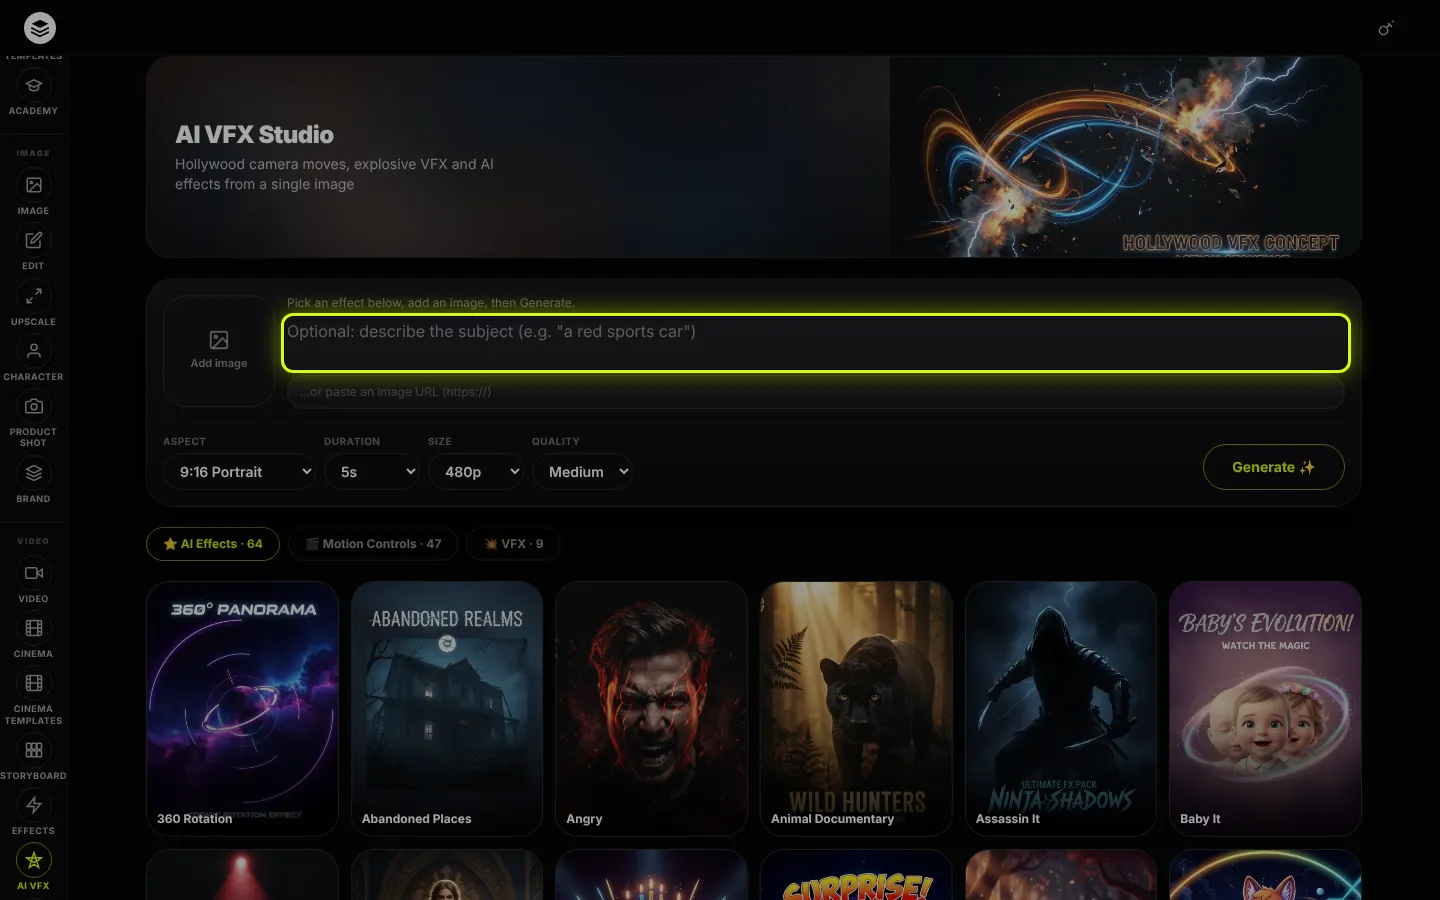 TEMPLATES
ACADEMY
IMAGE
IMAGE
EDIT
UPSCALE
CHARACTER
PRODUCT
SHOT
BRAND
VIDEO
VIDEO
CINEMA
CINEMA
TEMPLATES
STORYBOARD
EFFECTS
AI VFX
AI VFX Studio
Hollywood camera moves, explosive VFX and AI
effects from a single image
HOLLYWOOD VFX CONCEPT
Pick an effect below, add an image, then Generate.
Optional: describe the subject (e.g. "a red sports car")
Add image
...or paste an image URL (https://)
ASPECT
DURATION
SIZE
QUALITY
9:16 Portrait
5s
480p
Medium
Generate ✨
⭐ AI Effects · 64
🎬 Motion Controls · 47
💥 VFX · 9
360° PANORAMA
360 Rotation
ABANDONED REALMS
Abandoned Places
Angry
WILD HUNTERS
Animal Documentary
ULTIMATE FX PACK
NINJA SHADOWS
Assassin It
BABY'S EVOLUTION!
WATCH THE MAGIC
Baby It
SURPRISE!